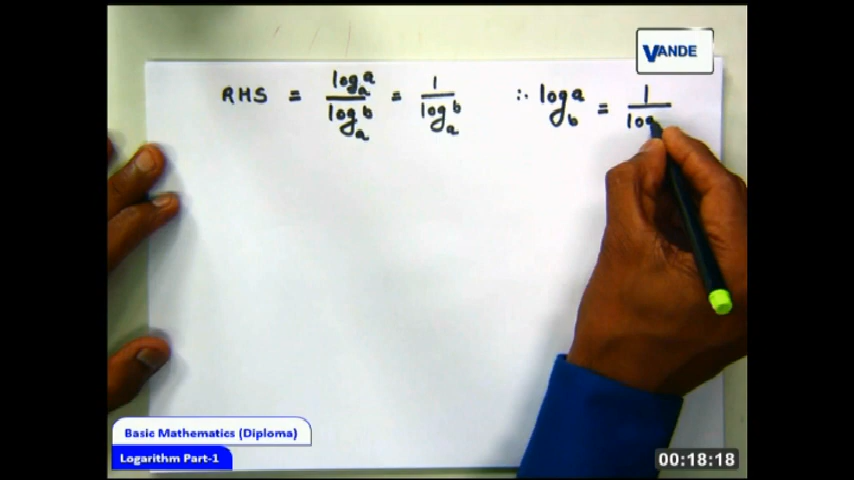 VANDE
RHS = log_a a / log_a b = 1 / log_a b ∴ log_b a = 1 / log
Basic Mathematics (Diploma)
Logarithm Part-1
00:18:18